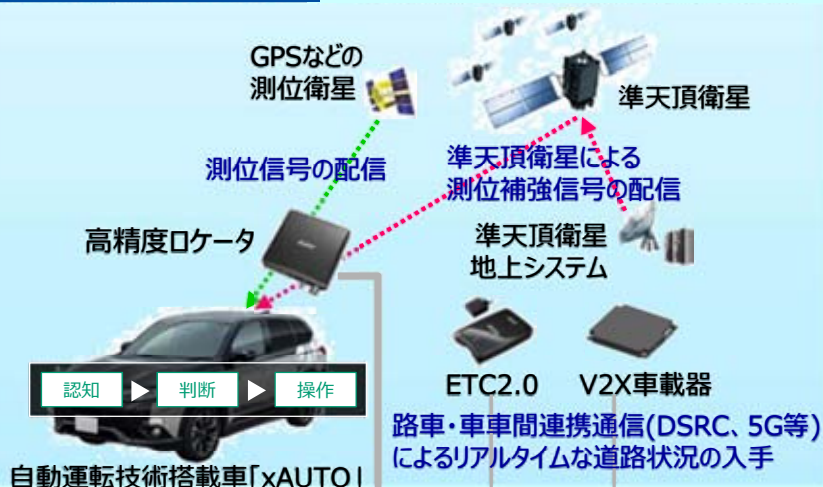 GPSなどの
測位衛星
準天頂衛星
測位信号の配信
準天頂衛星による
測位補強信号の配信
高精度ロケータ
準天頂衛星
地上システム
認知
判断
操作
ETC2.0
V2X車載器
路車・車車間連携通信(DSRC、5G等)
によるリアルタイムな道路状況の入手
自動運転技術搭載車「xAUTO」